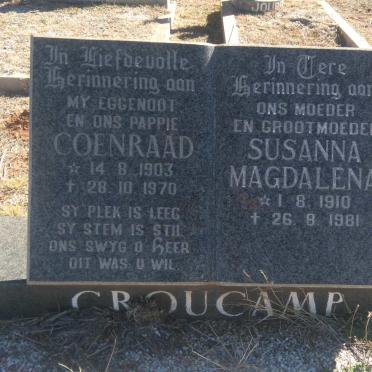 In Liefdevolle
Herinnering aan
MY EGGENOOT
EN ONS PAPPIE
COENRAAD
☆ 14.8.1903
✝ 28.10.1970
SY PLEK IS LEEG
SY STEM IS STIL
ONS SWYG O HEER
DIT WAS U WIL
In Tere
Herinnering aan
ONS MOEDER
EN GROOTMOEDER
SUSANNA
MAGDALENA
☆ 1.8.1910
✝ 26.8.1981
GROUCAMP